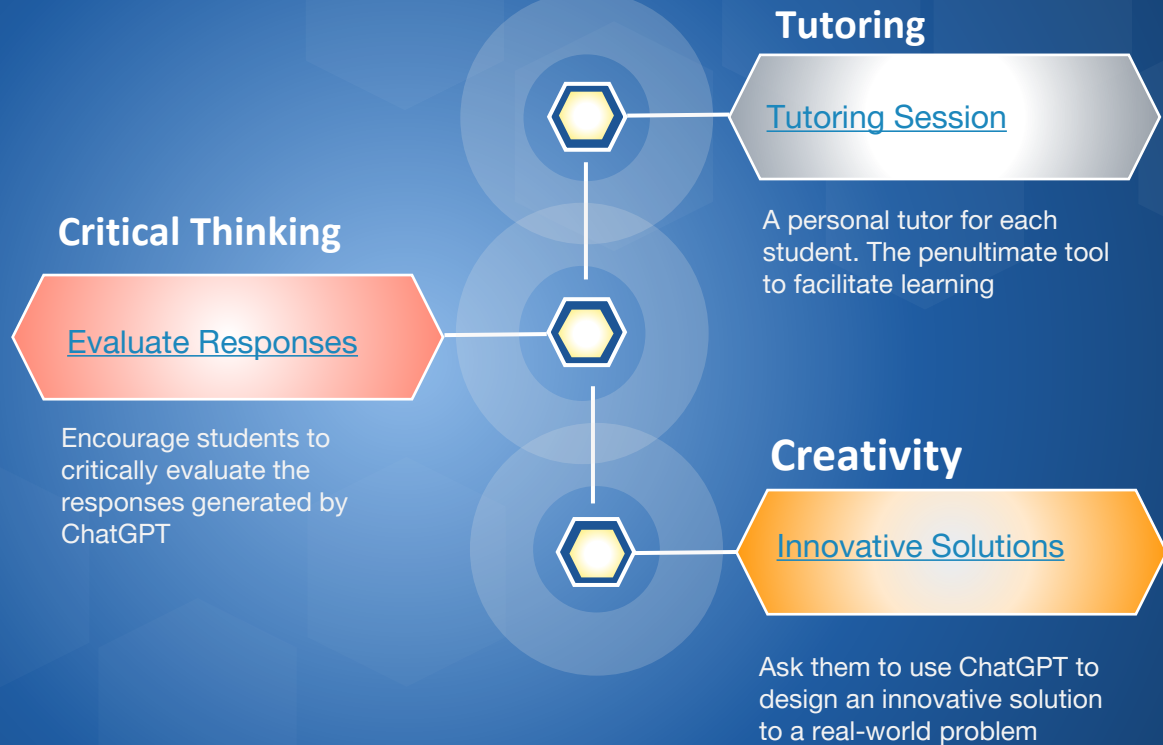 Tutoring
Tutoring Session
A personal tutor for each
student. The penultimate tool
to facilitate learning
Critical Thinking
Evaluate Responses
Encourage students to
critically evaluate the
responses generated by
ChatGPT
Creativity
Innovative Solutions
Ask them to use ChatGPT to
design an innovative solution
to a real-world problem